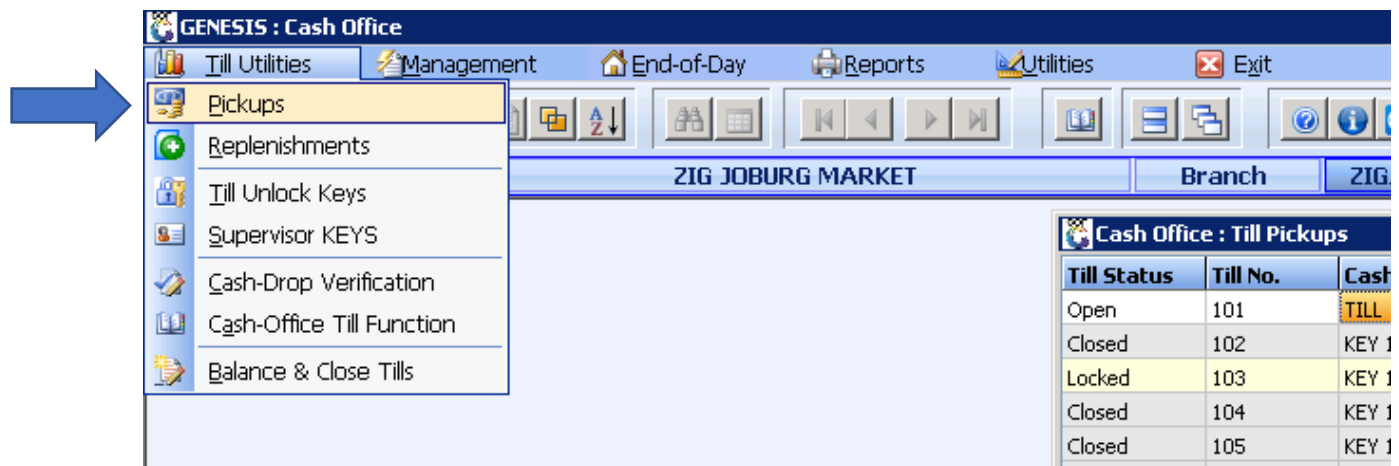 GENESIS : Cash Office
Till Utilities Management End-of-Day Reports Utilities Exit
Pickups
Replenishments
Till Unlock Keys
Supervisor KEYS
Cash-Drop Verification
Cash-Office Till Function
Balance & Close Tills
ZIG JOBURG MARKET Branch ZIG
Cash Office : Till Pickups
Till Status Till No. Cash
Open 101 TILL
Closed 102 KEY 1
Locked 103 KEY 1
Closed 104 KEY 1
Closed 105 KEY 1